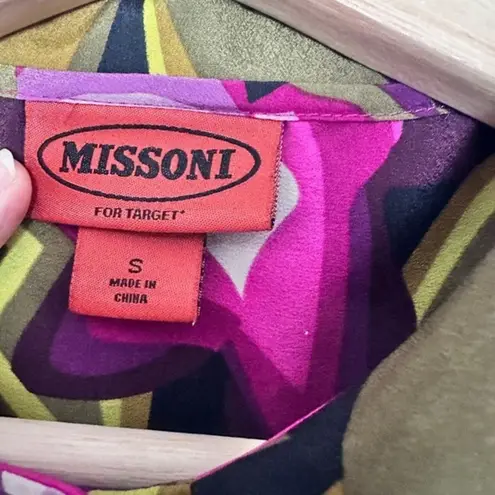 MISSONI
FOR TARGET*
S
MADE IN
CHINA